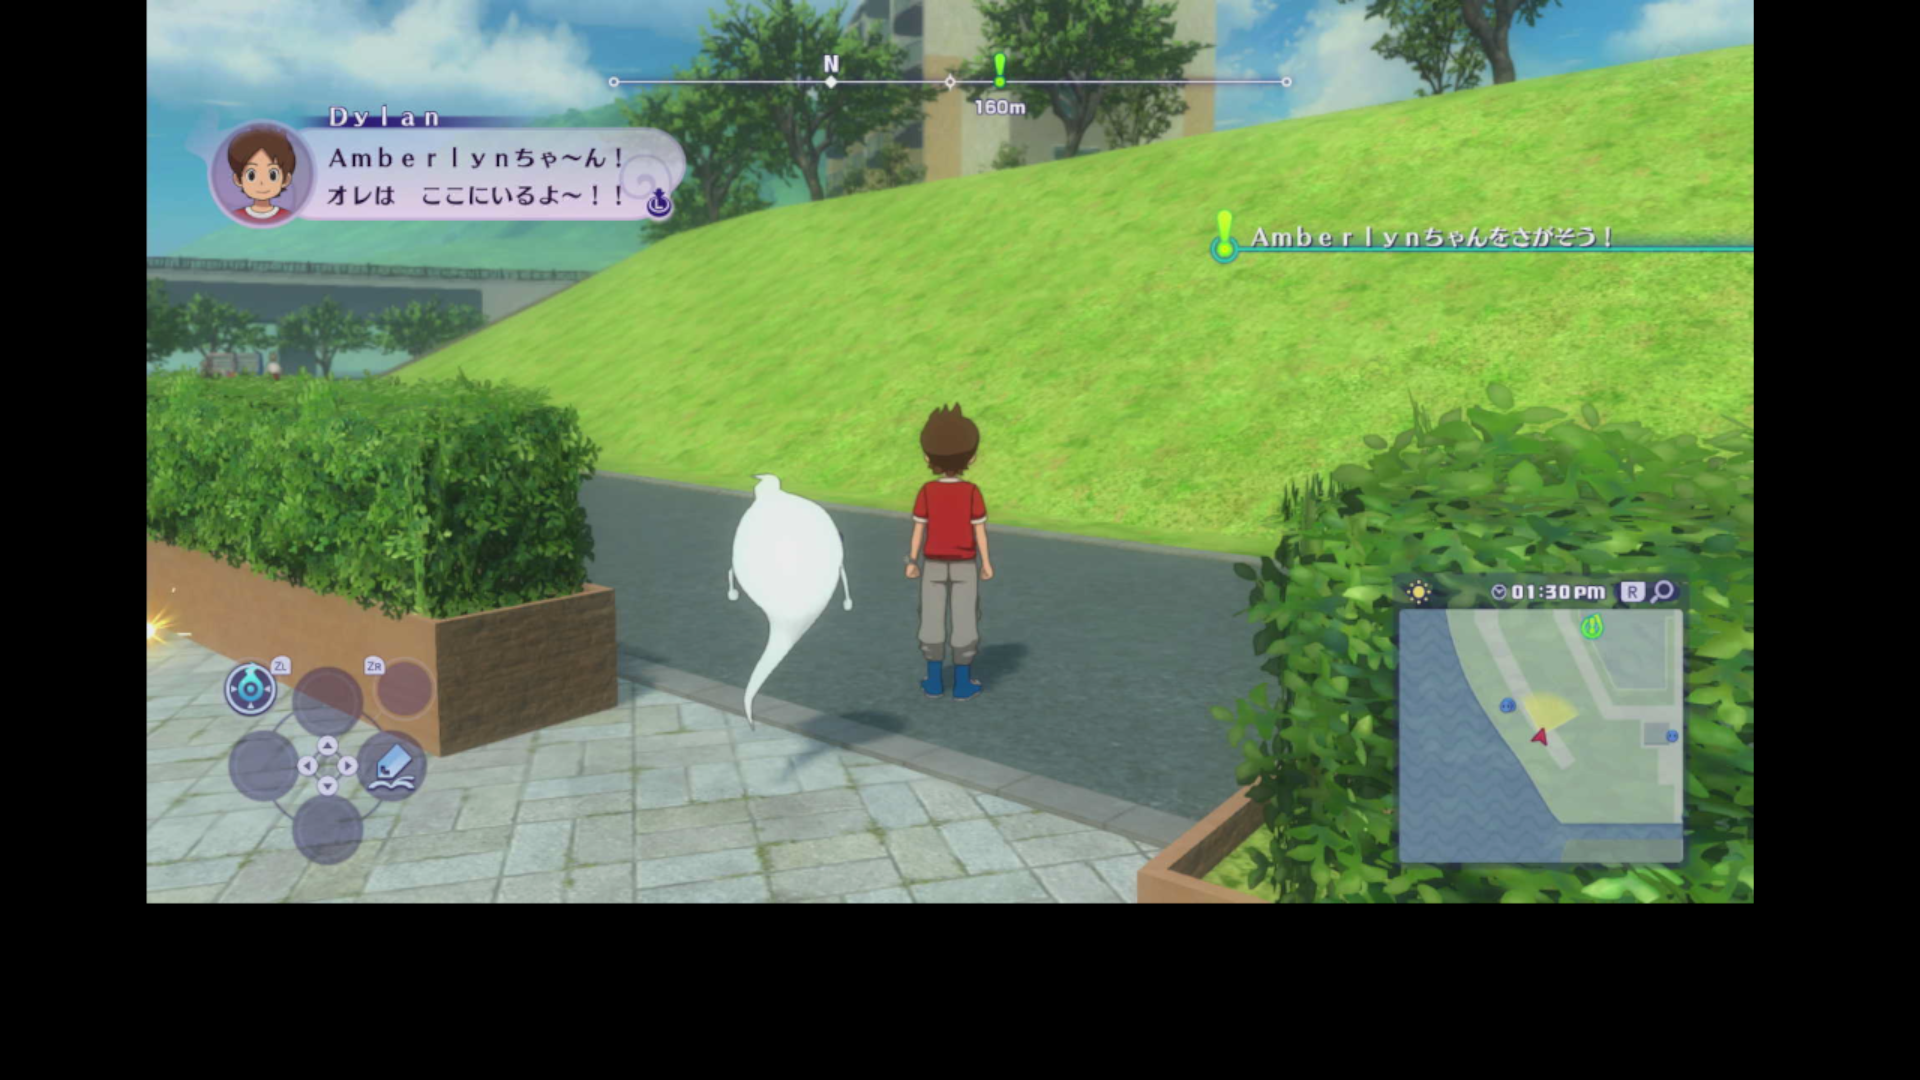 N
160m
Dylan
Amberlynちゃ～ん！
オレは　ここにいるよ～！！
L
Amberlynちゃんをさがそう！
01:30PM R
ZL
ZR